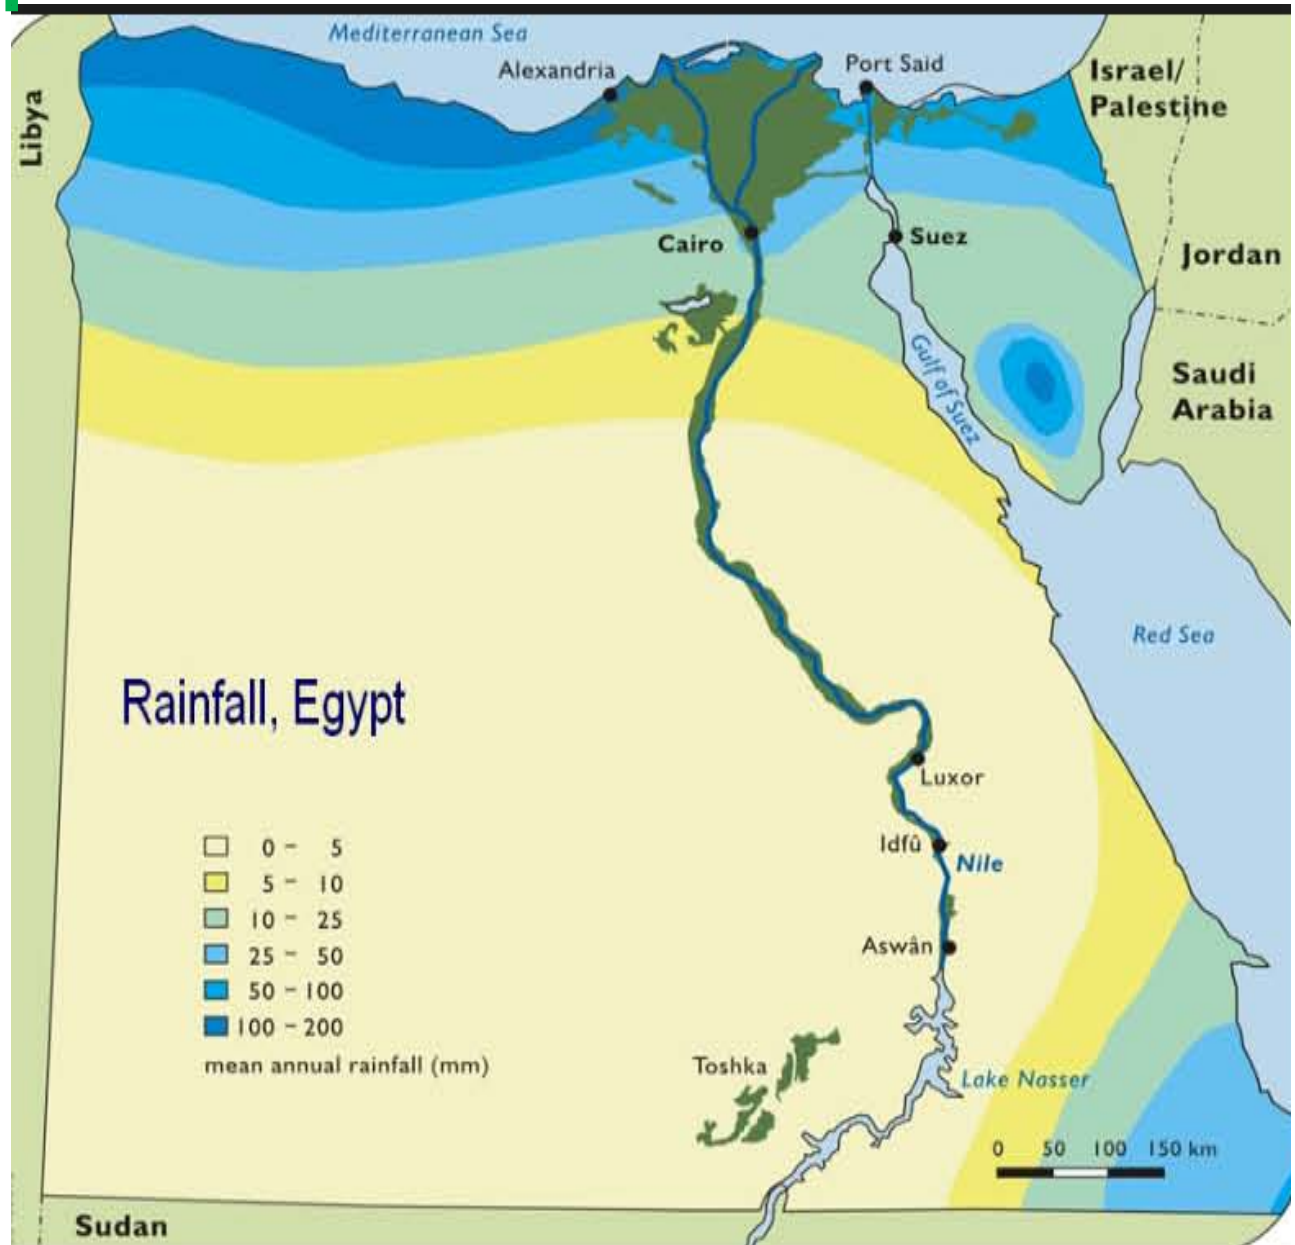 Mediterranean Sea
Alexandria
Port Said
Israel/
Palestine
Libya
Cairo
Suez
Jordan
Gulf of Suez
Saudi
Arabia
Red Sea
Rainfall, Egypt
Luxor
Idfû
Nile
Aswân
0 - 5
5 - 10
10 - 25
25 - 50
50 - 100
100 - 200
mean annual rainfall (mm)
Toshka
Lake Nasser
0 50 100 150 km
Sudan